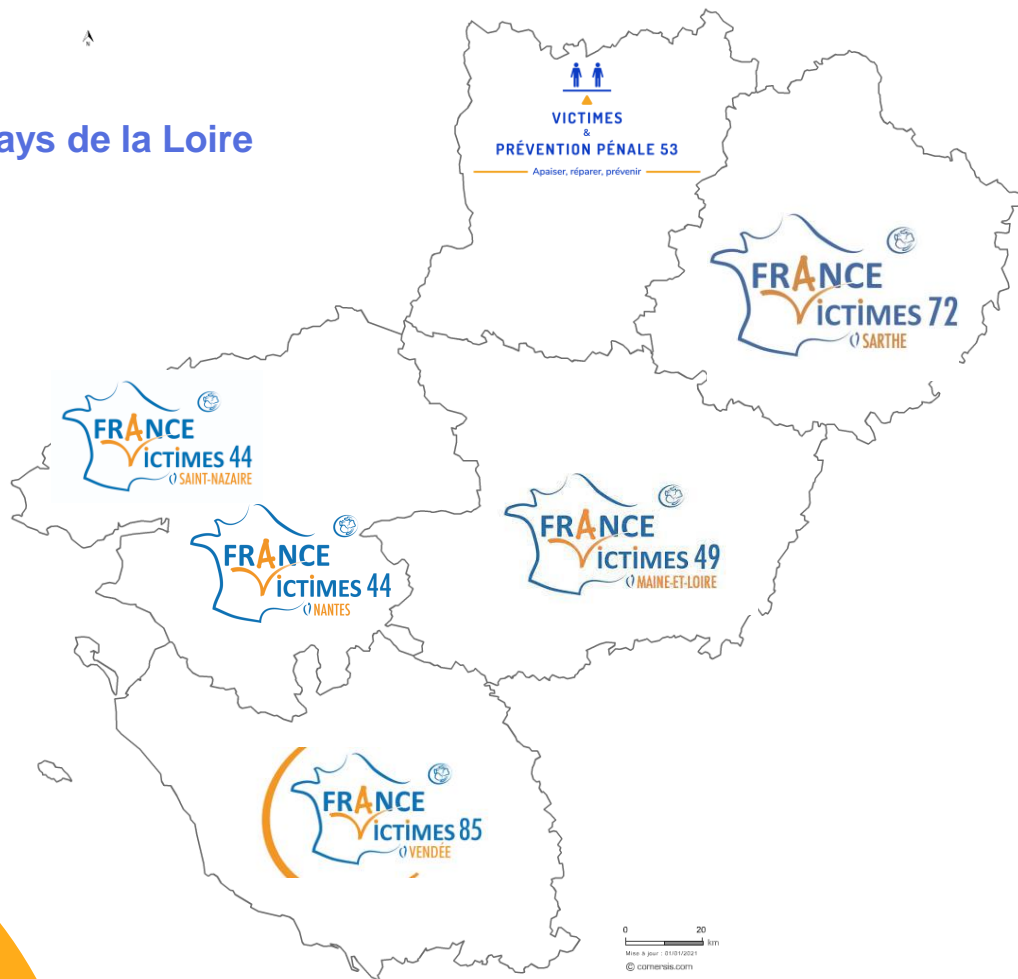 N
ays de la Loire
VICTIMES
&
PRÉVENTION PÉNALE 53
Apaiser, réparer, prévenir
FRANCE
VICTIMES 72
SARTHE
FRANCE
VICTIMES 44
SAINT-NAZAIRE
FRANCE
VICTIMES 44
NANTES
FRANCE
VICTIMES 49
MAINE-ET-LOIRE
FRANCE
VICTIMES 85
VENDÉE
0 20
km
Mise à jour : 01/01/2021
© comersis.com